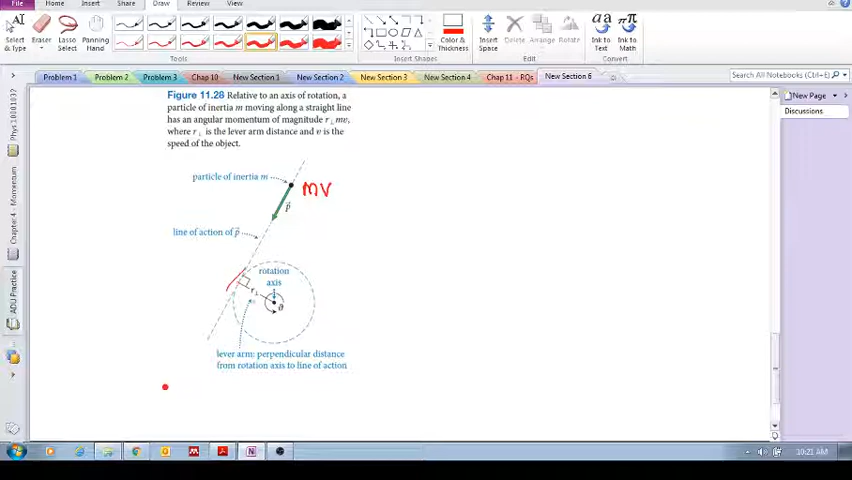 File Home Insert Share Draw History Review View
Select & Type
Eraser
Lasso Select
Panning Hand
Color & Thickness
Insert Space
Delete
Arrange
Rotate
Ink to Text
Ink to Math
Tools
Insert Shapes
Edit
Convert
Problem 1 Problem 2 Problem 3 Chap 10 New Section 1 New Section 2 New Section 3 New Section 4 Chap 11 - RQs New Section 6
Search All Notebooks (Ctrl+E)
New Page
Discussions
Chapter 4 - Momentum
ADU Practice
Figure 11.28 Relative to an axis of rotation, a
particle of inertia m moving along a straight line
has an angular momentum of magnitude r⊥mv,
where r⊥ is the lever arm distance and v is the
speed of the object.
particle of inertia m
mv
p⃗
line of action of p⃗
rotation
axis
r⊥
ϑ
lever arm: perpendicular distance
from rotation axis to line of action
10:21 AM